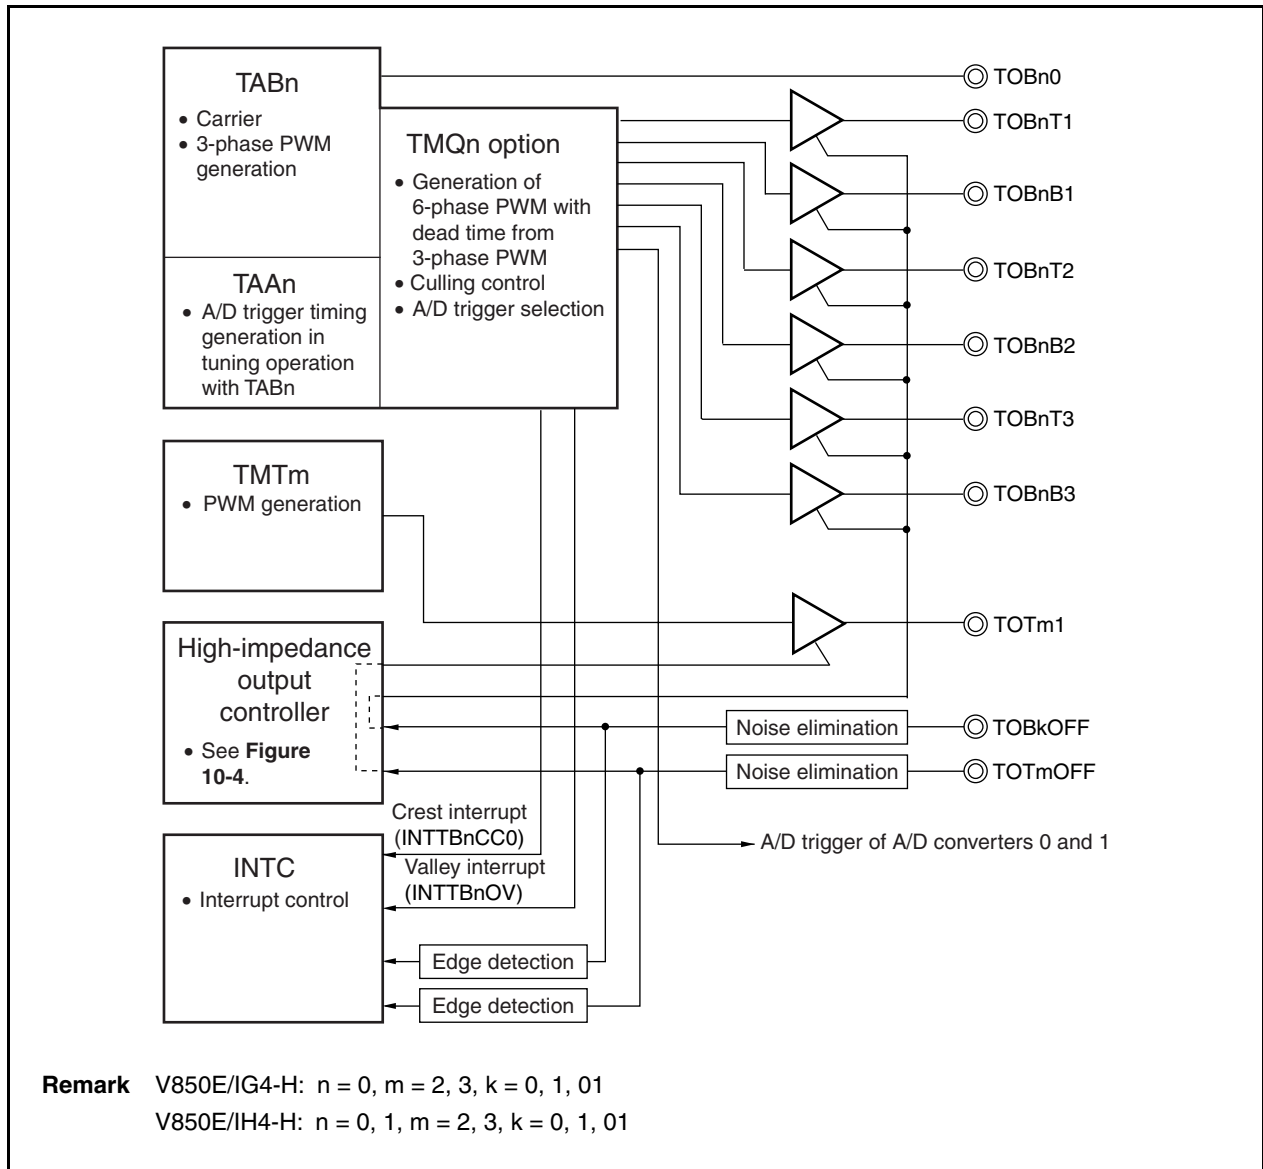 TABn
• Carrier
• 3-phase PWM
generation
TAAn
• A/D trigger timing
generation in
tuning operation
with TABn
TMQn option
• Generation of
6-phase PWM with
dead time from
3-phase PWM
• Culling control
• A/D trigger selection
TOBn0
TOBnT1
TOBnB1
TOBnT2
TOBnB2
TOBnT3
TOBnB3
TMTm
• PWM generation
TOTm1
High-impedance
output
controller
• See Figure
10-4.
Noise elimination
TOBkOFF
Noise elimination
TOTmOFF
Crest interrupt
(INTTBnCC0)
Valley interrupt
(INTTBnOV)
A/D trigger of A/D converters 0 and 1
INTC
• Interrupt control
Edge detection
Edge detection
Remark V850E/IG4-H: n = 0, m = 2, 3, k = 0, 1, 01
V850E/IH4-H: n = 0, 1, m = 2, 3, k = 0, 1, 01